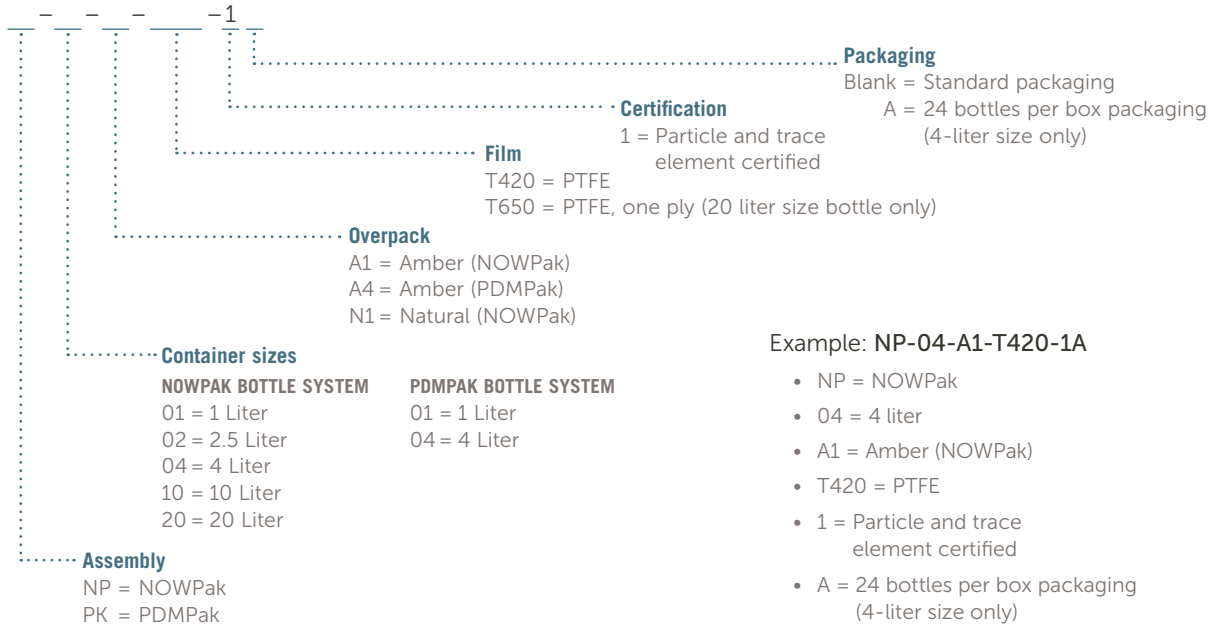 – – – –1
Packaging
Blank = Standard packaging
A = 24 bottles per box packaging
(4-liter size only)
Certification
1 = Particle and trace
element certified
Film
T420 = PTFE
T650 = PTFE, one ply (20 liter size bottle only)
Overpack
A1 = Amber (NOWPak)
A4 = Amber (PDMPak)
N1 = Natural (NOWPak)
Container sizes
NOWPAK BOTTLE SYSTEM
01 = 1 Liter
02 = 2.5 Liter
04 = 4 Liter
10 = 10 Liter
20 = 20 Liter
PDMPAK BOTTLE SYSTEM
01 = 1 Liter
04 = 4 Liter
Assembly
NP = NOWPak
PK = PDMPak
Example: NP-04-A1-T420-1A
• NP = NOWPak
• 04 = 4 liter
• A1 = Amber (NOWPak)
• T420 = PTFE
• 1 = Particle and trace
element certified
• A = 24 bottles per box packaging
(4-liter size only)